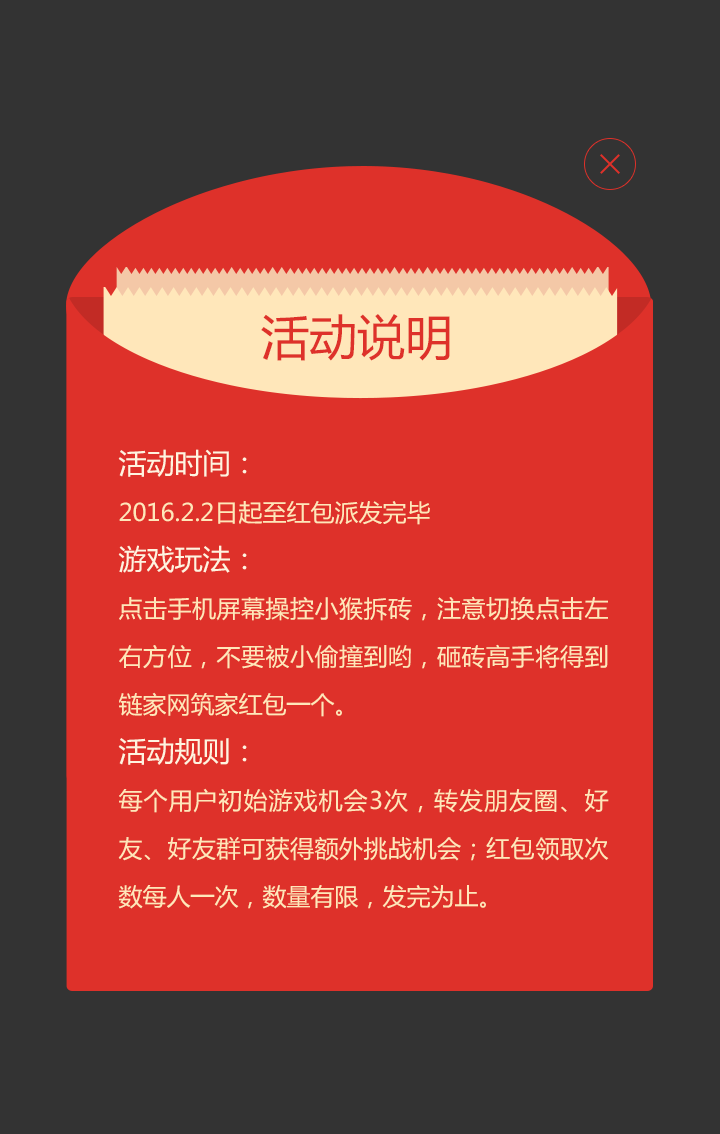 活动说明
活动时间：
2016.2.2日起至红包派发完毕
游戏玩法：
点击手机屏幕操控小猴拆砖，注意切换点击左
右方位，不要被小偷撞到哟，砸砖高手将得到
链家网筑家红包一个。
活动规则：
每个用户初始游戏机会3次，转发朋友圈、好
友、好友群可获得额外挑战机会；红包领取次
数每人一次，数量有限，发完为止。